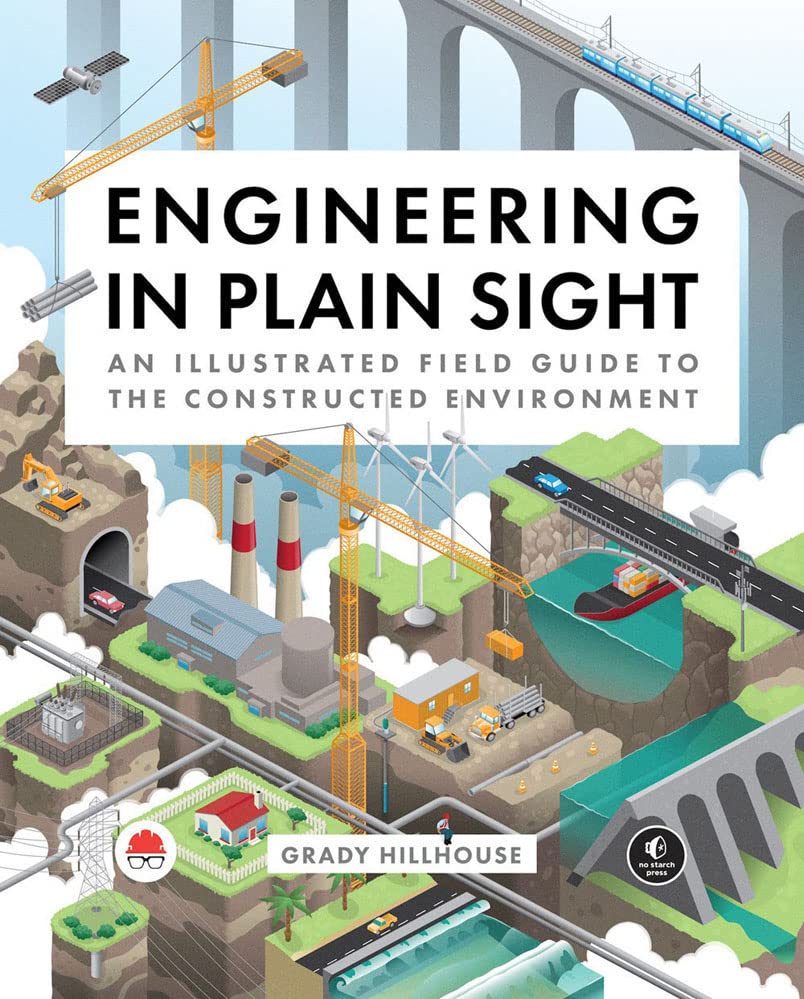 ENGINEERING
IN PLAIN SIGHT
AN ILLUSTRATED FIELD GUIDE TO
THE CONSTRUCTED ENVIRONMENT
GRADY HILLHOUSE
no starch
press